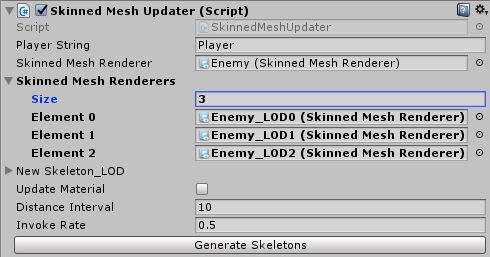 Skinned Mesh Updater (Script)
Script SkinnedMeshUpdater
Player String Player
Skinned Mesh Renderer Enemy (Skinned Mesh Renderer)
Skinned Mesh Renderers
Size 3
Element 0 Enemy_LOD0 (Skinned Mesh Renderer)
Element 1 Enemy_LOD1 (Skinned Mesh Renderer)
Element 2 Enemy_LOD2 (Skinned Mesh Renderer)
New Skeleton_LOD
Update Material
Distance Interval 10
Invoke Rate 0.5
Generate Skeletons